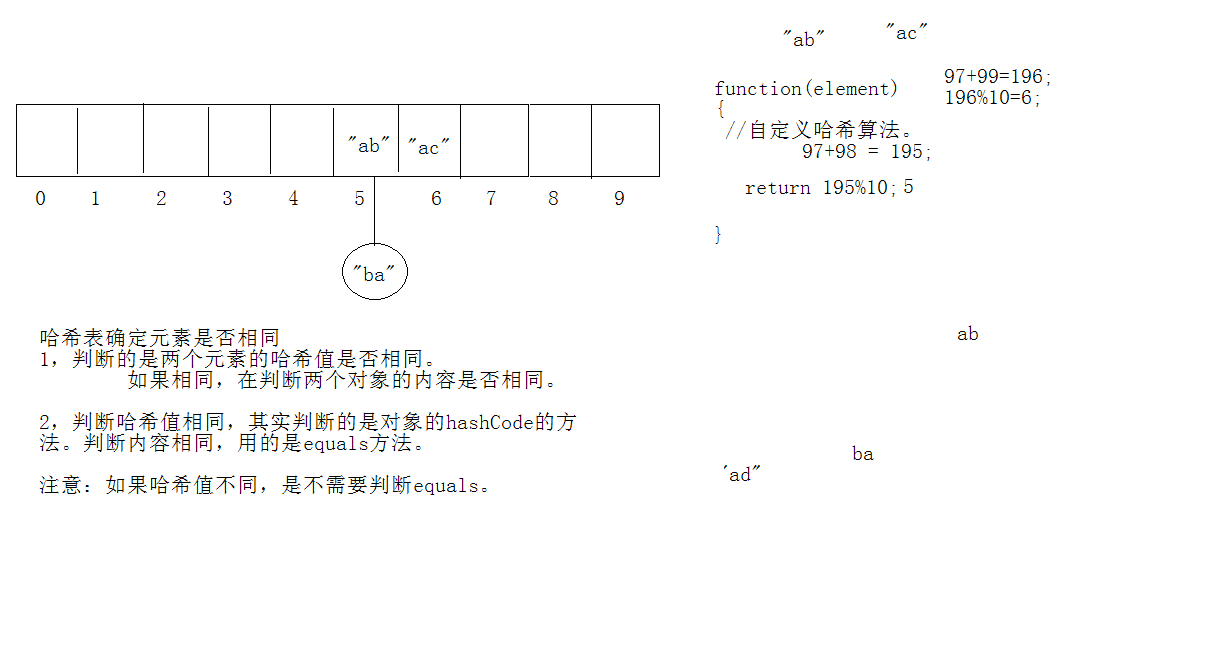 "ab" "ac"
"ab" "ac"
0 1 2 3 4 5 6 7 8 9
"ba"
哈希表确定元素是否相同
1，判断的是两个元素的哈希值是否相同。
如果相同，在判断两个对象的内容是否相同。
2，判断哈希值相同，其实判断的是对象的hashCode的方
法。判断内容相同，用的是equals方法。
注意：如果哈希值不同，是不需要判断equals。
function(element)
{
//自定义哈希算法。
97+98 = 195;
return 195%10; 5
}
97+99=196;
196%10=6;
ab
ba
'ad"